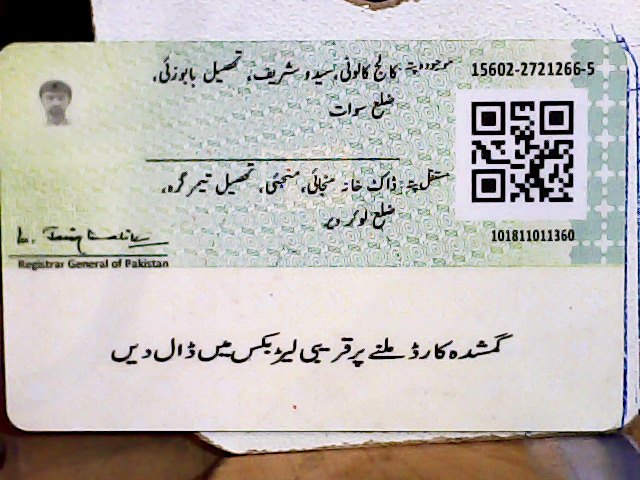 موجودہ پتہ: کالج کالونی، سیدو شریف، تحصیل بابوزئی،
15602-2721266-5
ضلع سوات
مستقل پتہ: ڈاک خانہ منجائی، منجئی، تحصیل تیمرگرہ،
ضلع لوئر دیر
101811011360
Registrar General of Pakistan
گمشدہ کارڈ ملنے پر قریبی لیٹر بکس میں ڈال دیں